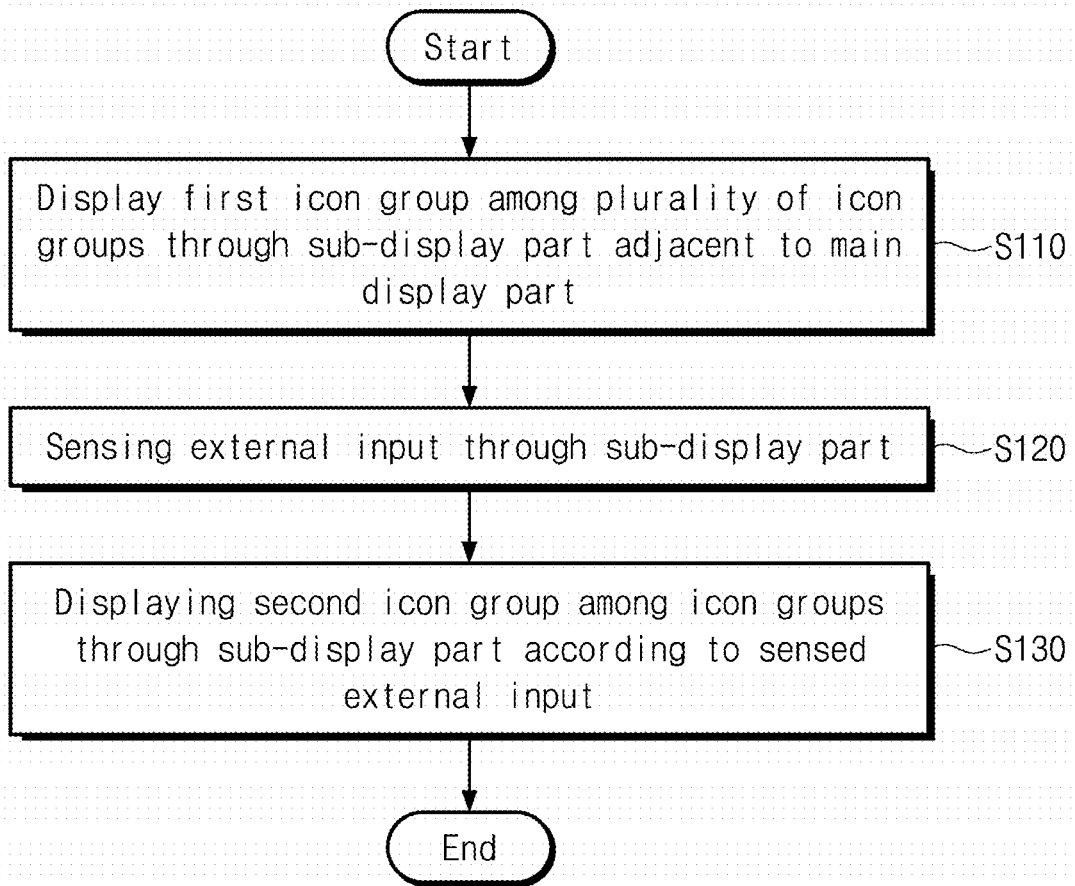 Start
Display first icon group among plurality of icon
groups through sub-display part adjacent to main
display part
S110
Sensing external input through sub-display part
S120
Displaying second icon group among icon groups
through sub-display part according to sensed
external input
S130
End